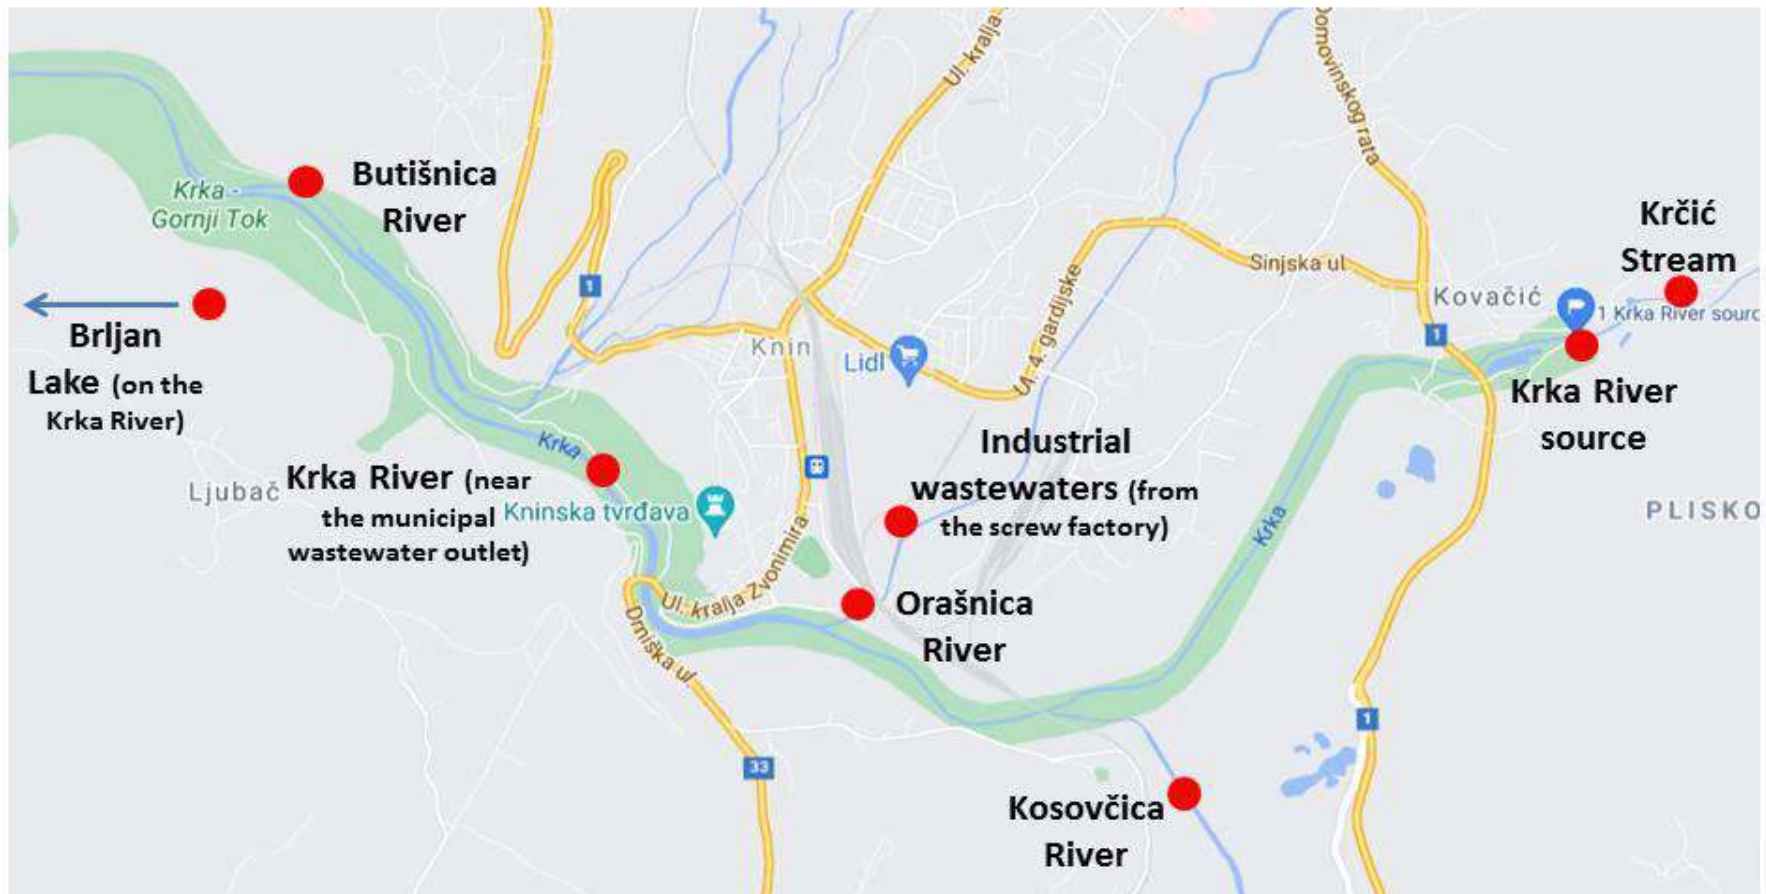 Domovinskog rata
Ul. kralja
Butišnica
River
Krka -
Gornji Tok
Krčić
Stream
Sinjska ul
Kovačić
1
1 Krka River sourc
Brljan
Lake (on the
Krka River)
1
Knin
Lidl
Ul. 4. gardijske
Krka River
source
Krka
Industrial
wastewaters (from
the screw factory)
Ljubač
Krka River (near
the municipal
wastewater outlet)
Kninska tvrđava
Krka
PLISKO
Ul. kralja Zvonimira
Orašnica
River
Drniška ul.
1
33
Kosovčica
River